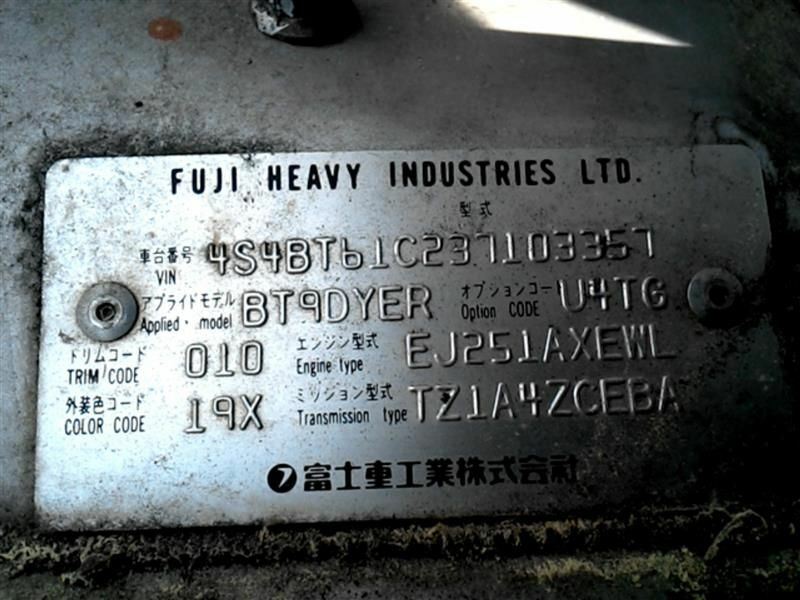 FUJI HEAVY INDUSTRIES LTD.
型式
車台番号 VIN 4S4BT61C237103357
アプライドモデル Applied・model BT9DYER オプションコード Option CODE U4TG
トリムコード TRIM CODE 010 エンジン型式 Engine type EJ251AXEWL
外装色コード COLOR CODE 19X ミッション型式 Transmission type TZ1A4ZCEBA
富士重工業株式会社